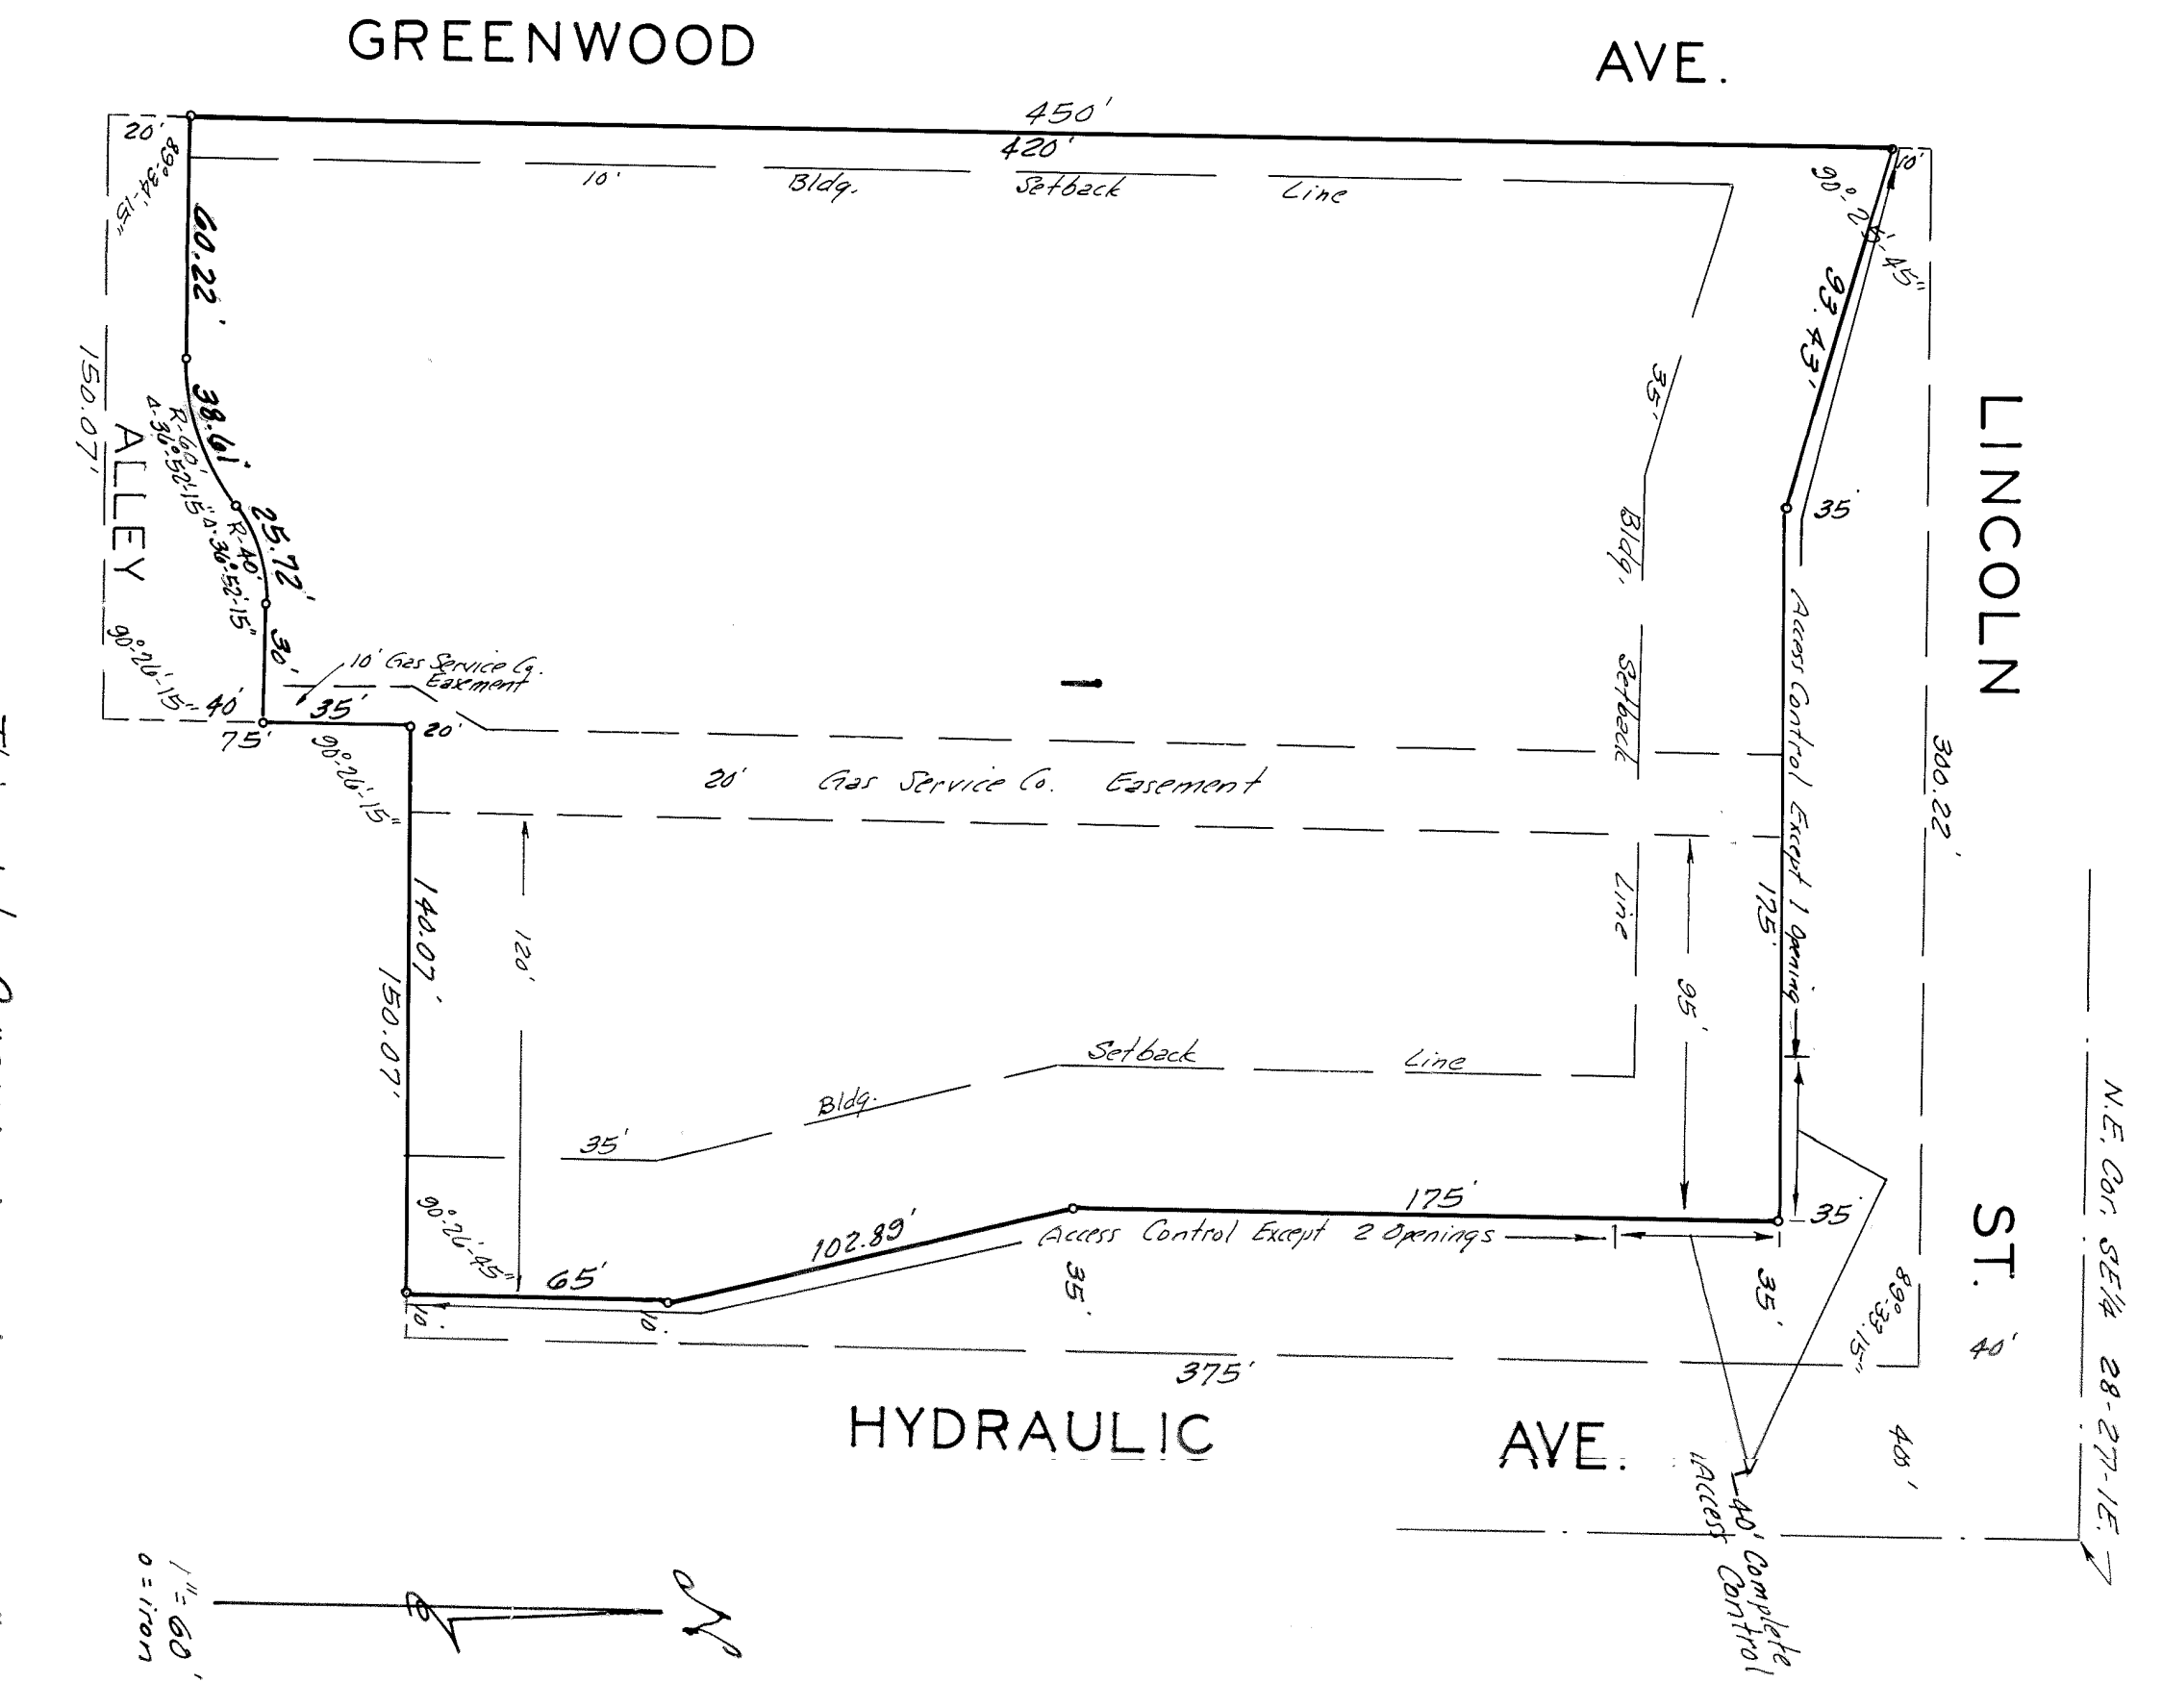 GREENWOOD AVE.
450'
420'
20'
89°-34'-15"
10' Bldg. Setback Line
10'
90°-26'-45"
93.43'
60.22'
35'
Bldg. Setback Line
35'
LINCOLN ST.
Access Control Except 1 Opening
300.22'
150.07'
ALLEY
38.61'
R-60'
Δ-36°-52'-15"
25.72'
R-40'
Δ-36°-52'-15"
30'
90°-26'-15"
40'
10' Gas Service Co.
Easement
35'
75'
20'
90°-26'-15"
1
20' Gas Service Co. Easement
175'
140.07'
150.07'
120'
95'
Setback Line
Bldg.
35'
90°-26'-45"
65'
102.89'
175'
Access Control Except 2 Openings
35'
35'
35'
10'
10'
89°-33'-15"
40'
375'
HYDRAULIC AVE.
40'
40' Complete
Access Control
N.E. Cor. SE1/4 28-27-1E.
1"=60'
o = iron
N